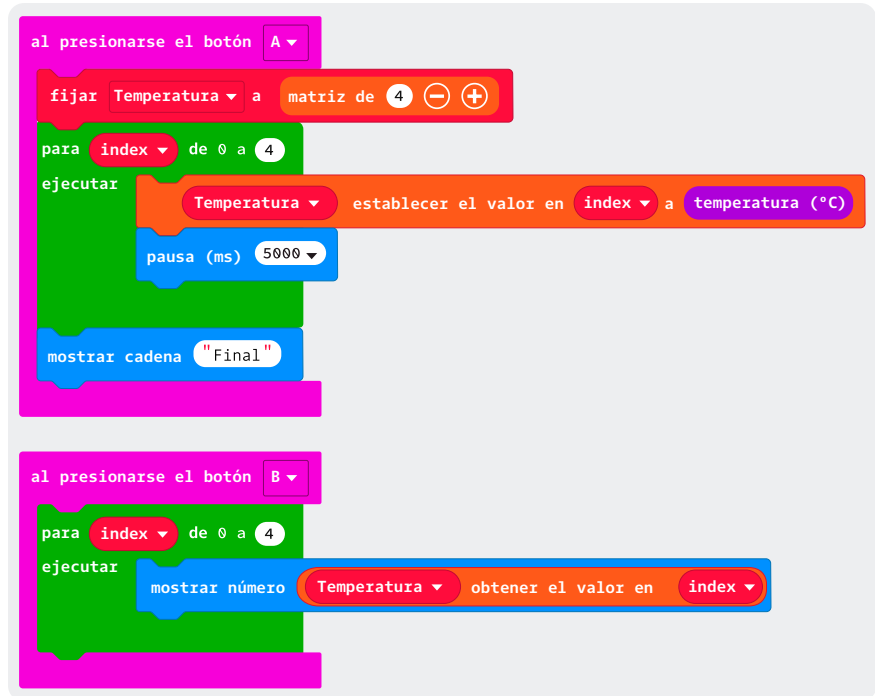 al presionarse el botón A
fijar Temperatura a matriz de 4
para index de 0 a 4
ejecutar
Temperatura establecer el valor en index a temperatura (°C)
pausa (ms) 5000
mostrar cadena "Final"
al presionarse el botón B
para index de 0 a 4
ejecutar
mostrar número Temperatura obtener el valor en index